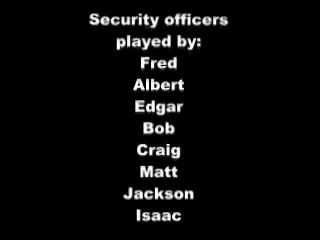 Security officers
played by:
Fred
Albert
Edgar
Bob
Craig
Matt
Jackson
Isaac